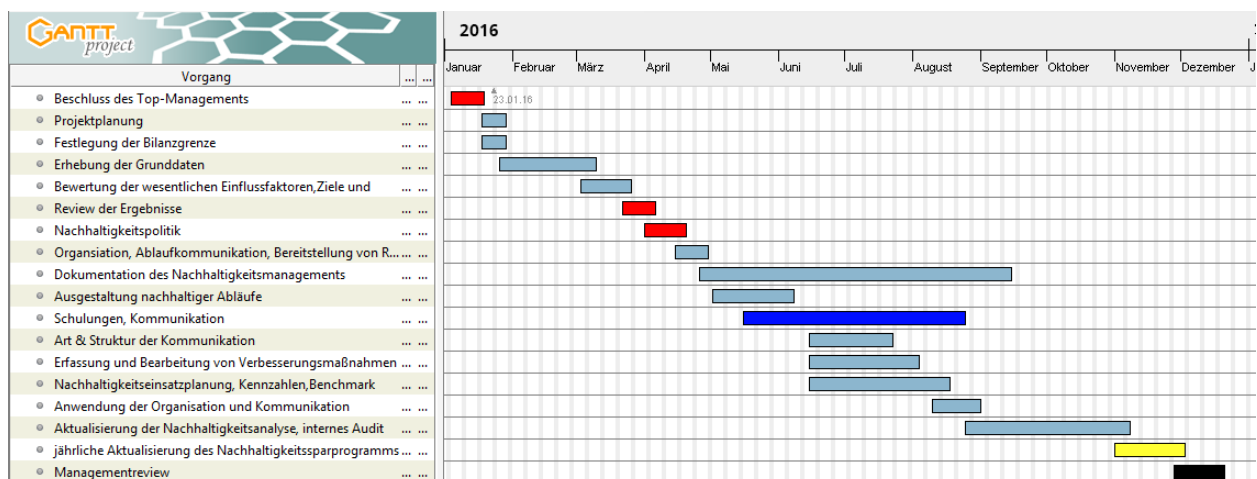 GANTT
project
2016
Januar Februar März April Mai Juni Juli August September Oktober November Dezember
Vorgang ... ...
Beschluss des Top-Managements ... ...
23.01.16
Projektplanung ... ...
Festlegung der Bilanzgrenze ... ...
Erhebung der Grunddaten ... ...
Bewertung der wesentlichen Einflussfaktoren,Ziele und ... ...
Review der Ergebnisse ... ...
Nachhaltigkeitspolitik ... ...
Organsiation, Ablaufkommunikation, Bereitstellung von R... ... ...
Dokumentation des Nachhaltigkeitsmanagements ... ...
Ausgestaltung nachhaltiger Abläufe ... ...
Schulungen, Kommunikation ... ...
Art & Struktur der Kommunikation ... ...
Erfassung und Bearbeitung von Verbesserungsmaßnahmen ... ...
Nachhaltigkeitseinsatzplanung, Kennzahlen,Benchmark ... ...
Anwendung der Organisation und Kommunikation ... ...
Aktualisierung der Nachhaltigkeitsanalyse, internes Audit ... ...
jährliche Aktualisierung des Nachhaltigkeitssparprogramms ... ...
Managementreview ... ...